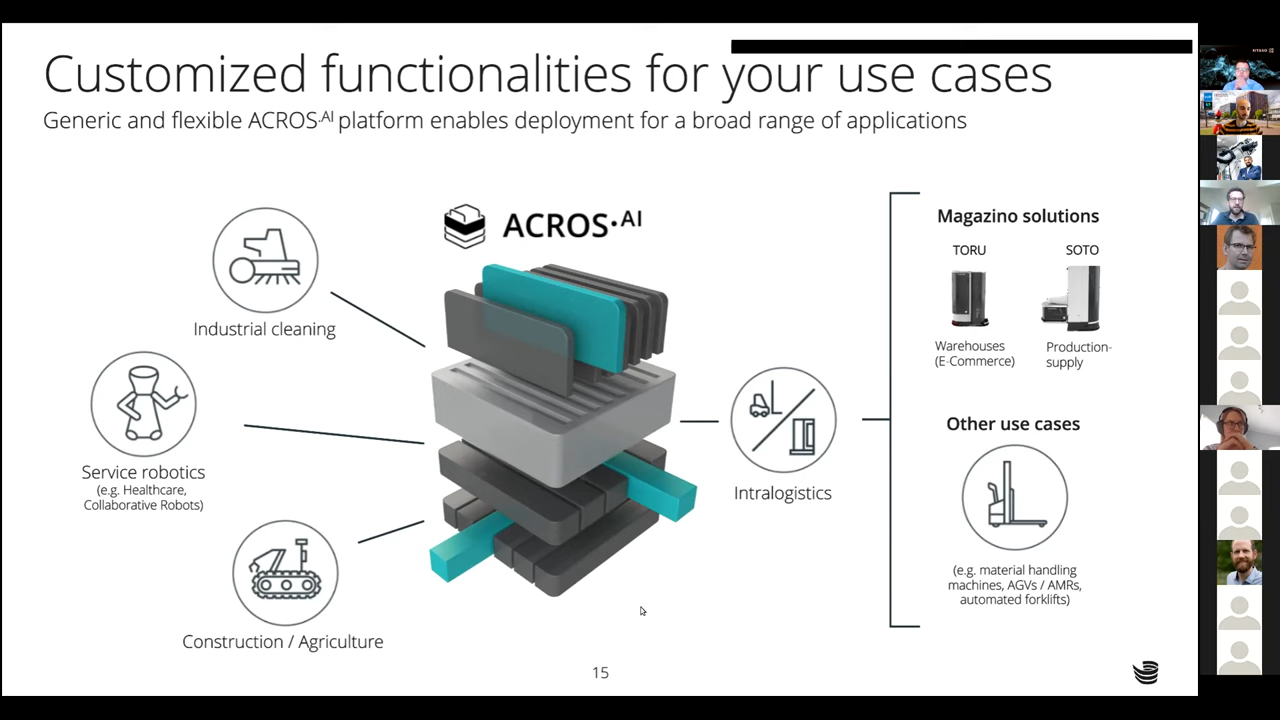 Customized functionalities for your use cases
Generic and flexible ACROS.AI platform enables deployment for a broad range of applications
ACROS.AI
Industrial cleaning
Service robotics
(e.g. Healthcare,
Collaborative Robots)
Construction / Agriculture
Intralogistics
Magazino solutions
TORU
SOTO
Warehouses
(E-Commerce)
Production-
supply
Other use cases
(e.g. material handling
machines, AGVs / AMRs,
automated forklifts)
15